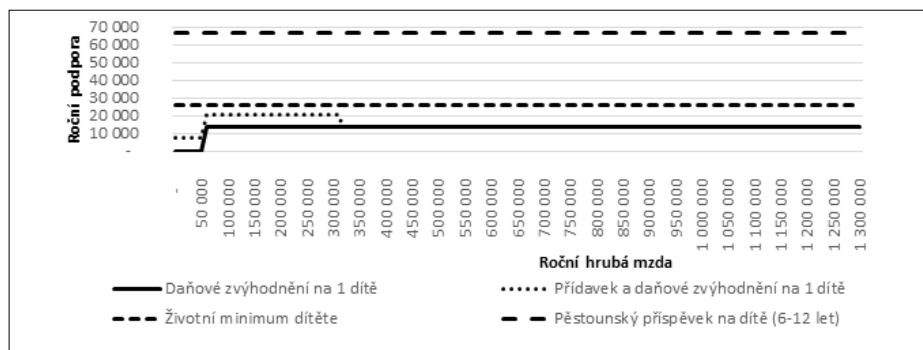 Roční podpora
70 000
60 000
50 000
40 000
30 000
20 000
10 000
-
-
50 000
100 000
150 000
200 000
250 000
300 000
350 000
400 000
450 000
500 000
550 000
600 000
650 000
700 000
750 000
800 000
850 000
900 000
950 000
1 000 000
1 050 000
1 100 000
1 150 000
1 200 000
1 250 000
1 300 000
Roční hrubá mzda
Daňové zvýhodnění na 1 dítě
Přídavek a daňové zvýhodnění na 1 dítě
Životní minimum dítěte
Pěstounský příspěvek na dítě (6-12 let)